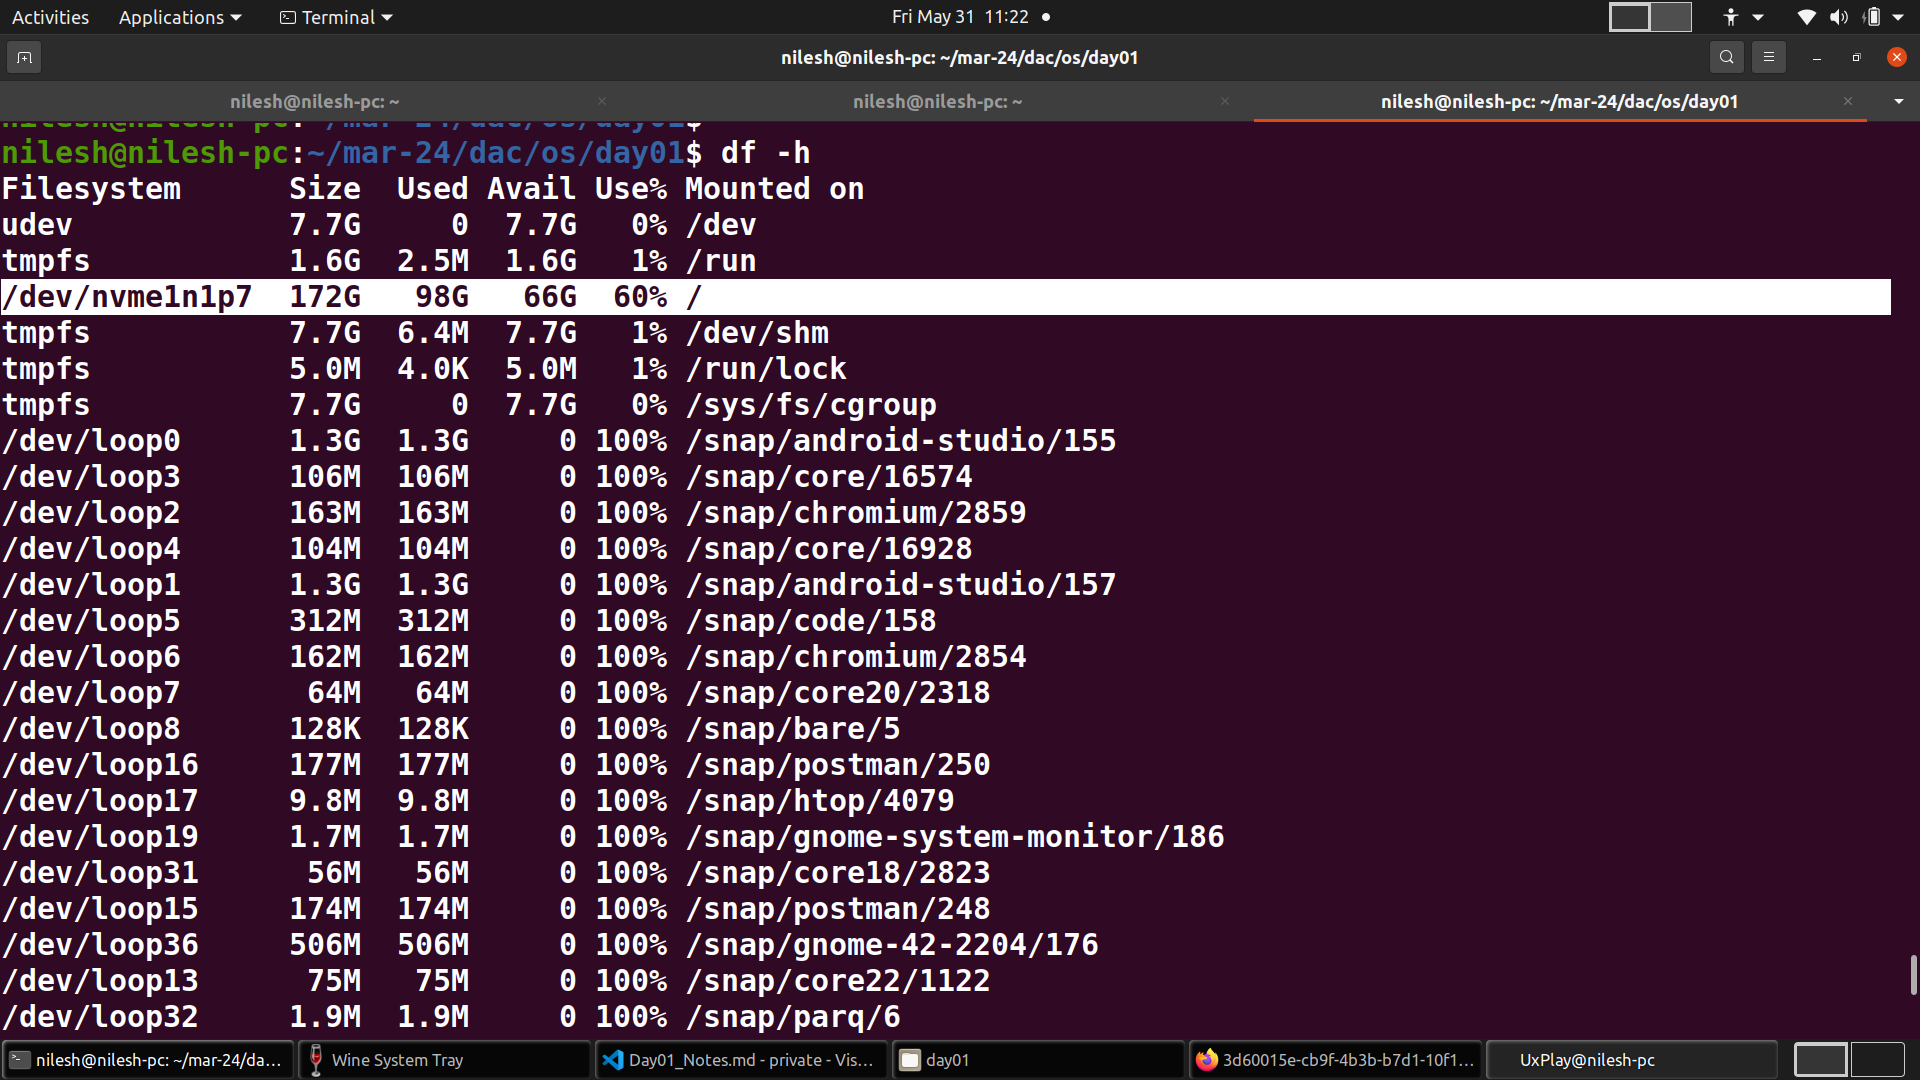 Activities Applications Terminal Fri May 31 11:22
nilesh@nilesh-pc: ~/mar-24/dac/os/day01
nilesh@nilesh-pc: ~ nilesh@nilesh-pc: ~ nilesh@nilesh-pc: ~/mar-24/dac/os/day01
nilesh@nilesh-pc:~/mar-24/dac/os/day01$
nilesh@nilesh-pc:~/mar-24/dac/os/day01$ df -h
Filesystem Size Used Avail Use% Mounted on
udev 7.7G 0 7.7G 0% /dev
tmpfs 1.6G 2.5M 1.6G 1% /run
/dev/nvme1n1p7 172G 98G 66G 60% /
tmpfs 7.7G 6.4M 7.7G 1% /dev/shm
tmpfs 5.0M 4.0K 5.0M 1% /run/lock
tmpfs 7.7G 0 7.7G 0% /sys/fs/cgroup
/dev/loop0 1.3G 1.3G 0 100% /snap/android-studio/155
/dev/loop3 106M 106M 0 100% /snap/core/16574
/dev/loop2 163M 163M 0 100% /snap/chromium/2859
/dev/loop4 104M 104M 0 100% /snap/core/16928
/dev/loop1 1.3G 1.3G 0 100% /snap/android-studio/157
/dev/loop5 312M 312M 0 100% /snap/code/158
/dev/loop6 162M 162M 0 100% /snap/chromium/2854
/dev/loop7 64M 64M 0 100% /snap/core20/2318
/dev/loop8 128K 128K 0 100% /snap/bare/5
/dev/loop16 177M 177M 0 100% /snap/postman/250
/dev/loop17 9.8M 9.8M 0 100% /snap/htop/4079
/dev/loop19 1.7M 1.7M 0 100% /snap/gnome-system-monitor/186
/dev/loop31 56M 56M 0 100% /snap/core18/2823
/dev/loop15 174M 174M 0 100% /snap/postman/248
/dev/loop36 506M 506M 0 100% /snap/gnome-42-2204/176
/dev/loop13 75M 75M 0 100% /snap/core22/1122
/dev/loop32 1.9M 1.9M 0 100% /snap/parq/6
nilesh@nilesh-pc: ~/mar-24/da... Wine System Tray Day01_Notes.md - private - Vis... day01 3d60015e-cb9f-4b3b-b7d1-10f1... UxPlay@nilesh-pc